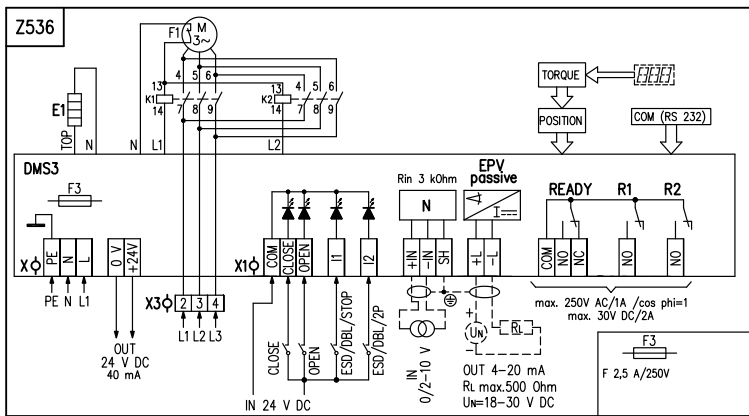 Z536
F1
M
3~
4 5 6
13
K1
14
7 8 9
13
K2
14
4 5 6
7 8 9
E1
TOP
N
N
L1
L2
TORQUE
POSITION
COM (RS 232)
DMS3
F3
Rin 3 kOhm
N
EPV
passive
I
READY
R1
R2
X
PE
N
L
0 V
+24V
X1
COM
CLOSE
OPEN
I1
I2
+IN
-IN
SH
+L
-L
COM
NO
NC
NO
NO
PE N L1
X3
2 3 4
L1 L2 L3
OUT
24 V DC
40 mA
CLOSE
OPEN
ESD/DBL/STOP
ESD/DBL/2P
IN 24 V DC
IN
0/2-10 V
+
UN
-
RL
OUT 4-20 mA
RL max.500 Ohm
UN=18-30 V DC
max. 250V AC/1A /cos phi=1
max. 30V DC/2A
F3
F 2,5 A/250V